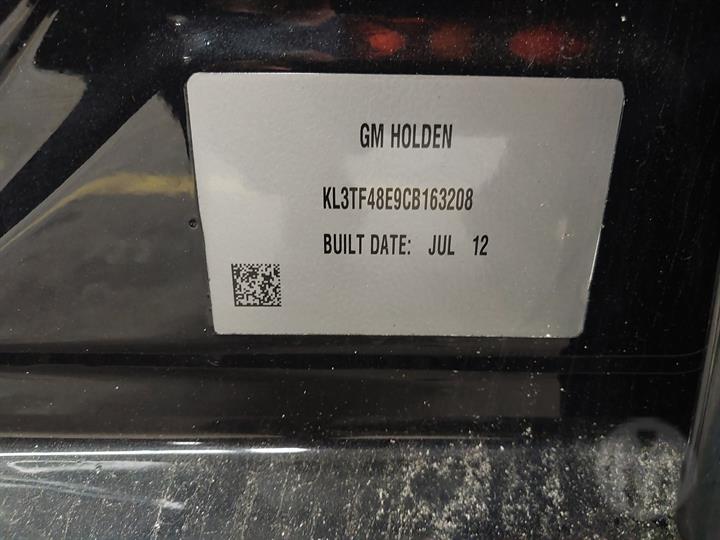 GM HOLDEN
KL3TF48E9CB163208
BUILT DATE: JUL 12